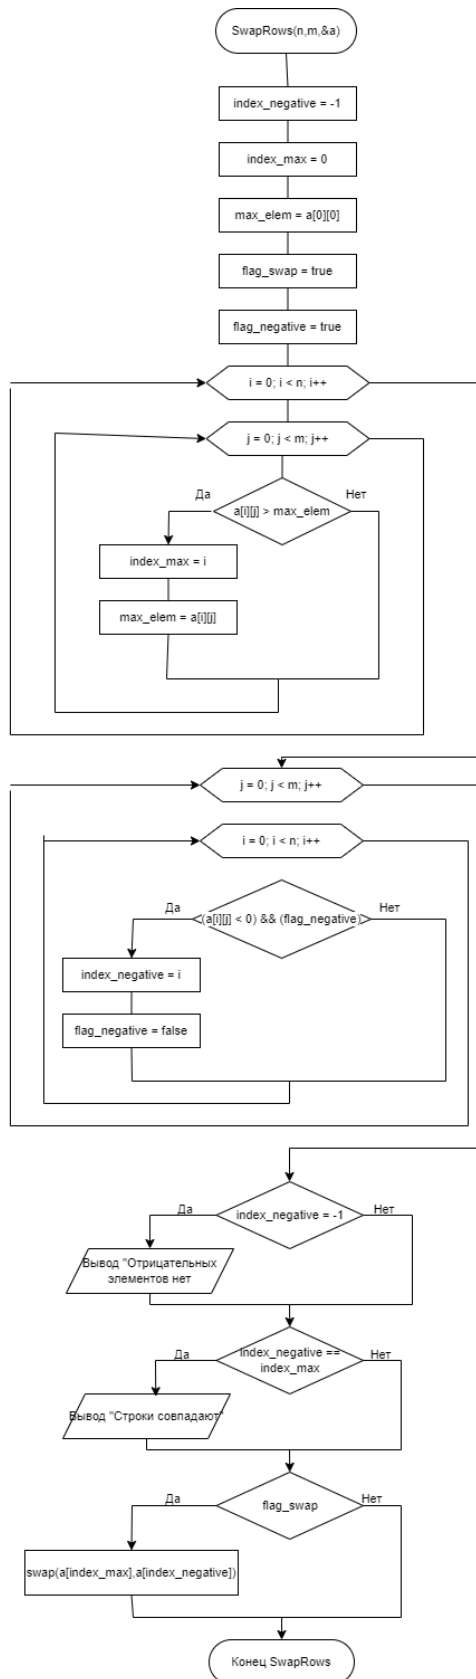 SwapRows(n,m,&a)
index_negative = -1
index_max = 0
max_elem = a[0][0]
flag_swap = true
flag_negative = true
i = 0; i < n; i++
j = 0; j < m; j++
Да
Нет
a[i][j] > max_elem
index_max = i
max_elem = a[i][j]
j = 0; j < m; j++
i = 0; i < n; i++
Да
Нет
(a[i][j] < 0) && (flag_negative)
index_negative = i
flag_negative = false
Да
index_negative = -1
Нет
Вывод "Отрицательных
элементов нет
Да
index_negative ==
index_max
Нет
Вывод "Строки совпадают"
Да
flag_swap
Нет
swap(a[index_max],a[index_negative])
Конец SwapRows